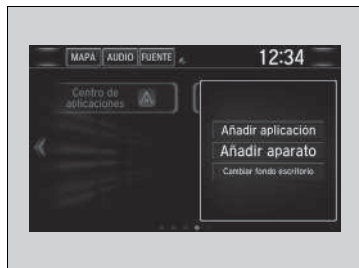 MAPA AUDIO FUENTE 12:34
Centro de
aplicaciones
Añadir aplicación
Añadir aparato
Cambiar fondo escritorio